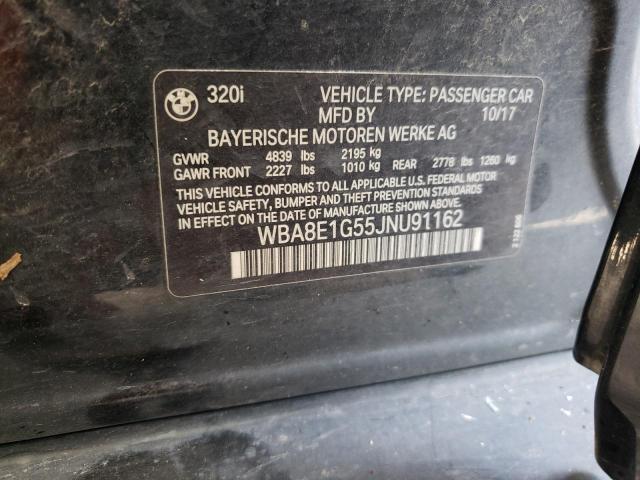 BMW
320i VEHICLE TYPE: PASSENGER CAR
MFD BY 10/17
BAYERISCHE MOTOREN WERKE AG
GVWR 4839 lbs 2195 kg
GAWR FRONT 2227 lbs 1010 kg REAR 2778 lbs 1260 kg
THIS VEHICLE CONFORMS TO ALL APPLICABLE U.S. FEDERAL MOTOR
VEHICLE SAFETY, BUMPER AND THEFT PREVENTION STANDARDS
IN EFFECT ON THE DATE OF MANUFACTURE SHOWN ABOVE.
WBA8E1G55JNU91162